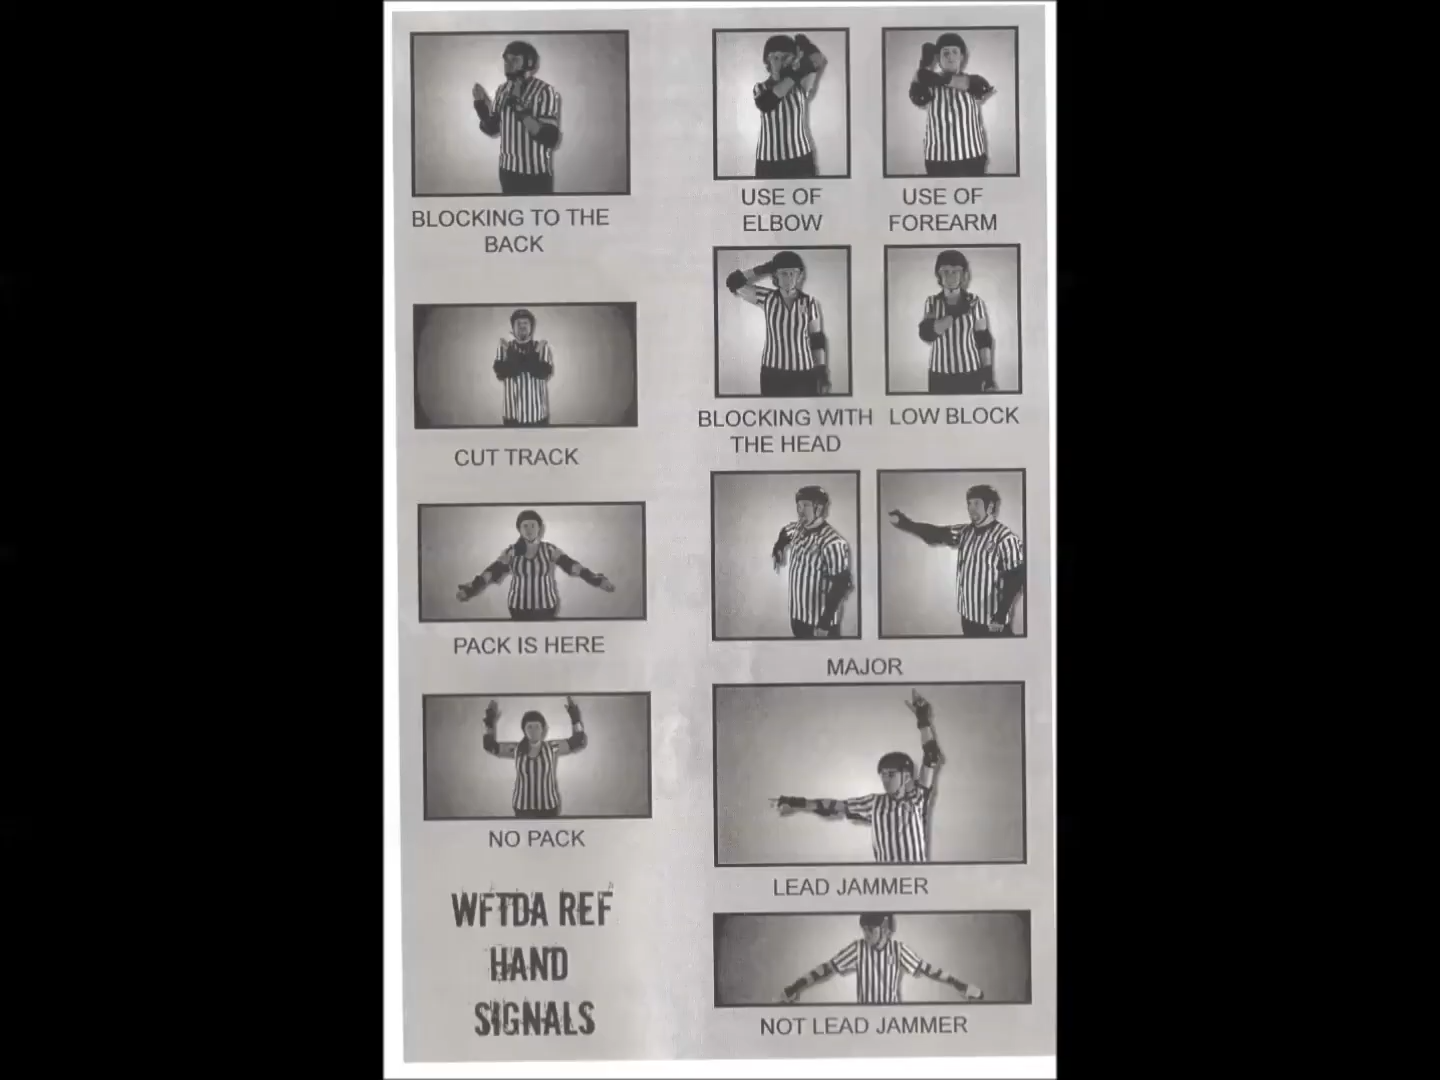 BLOCKING TO THE
BACK
CUT TRACK
PACK IS HERE
NO PACK
WFTDA REF
HAND
SIGNALS
USE OF
ELBOW
USE OF
FOREARM
BLOCKING WITH
THE HEAD
LOW BLOCK
MAJOR
LEAD JAMMER
NOT LEAD JAMMER